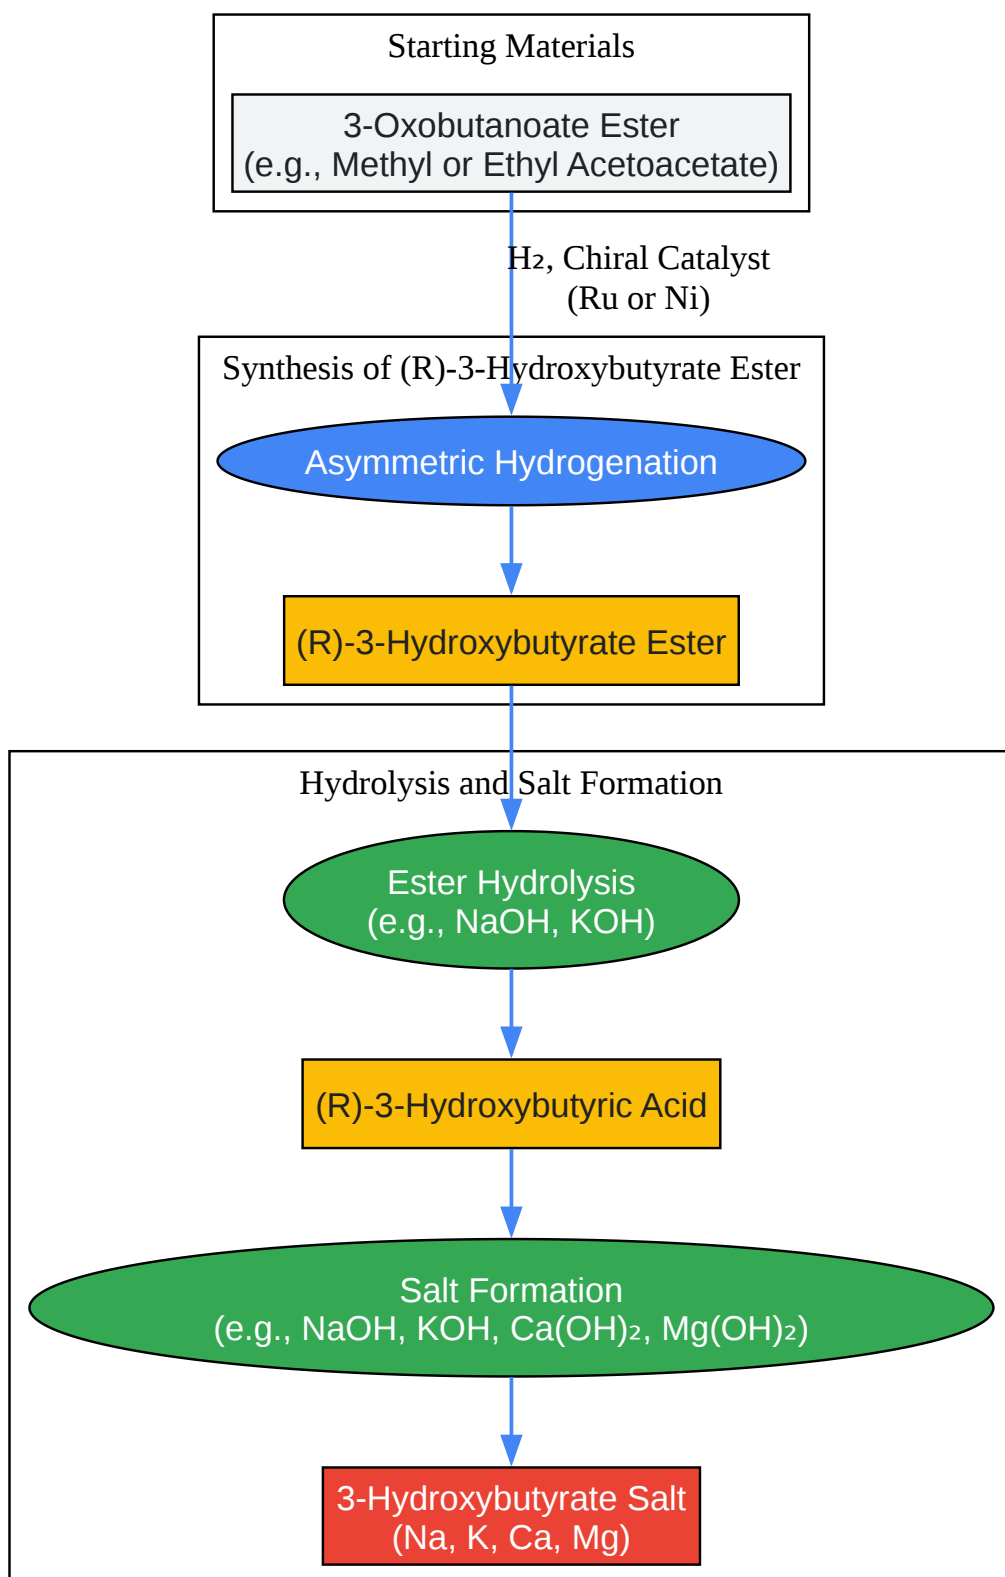 Starting Materials
3-Oxobutanoate Ester
(e.g., Methyl or Ethyl Acetoacetate)
H₂, Chiral Catalyst
(Ru or Ni)
Synthesis of (R)-3-Hydroxybutyrate Ester
Asymmetric Hydrogenation
(R)-3-Hydroxybutyrate Ester
Hydrolysis and Salt Formation
Ester Hydrolysis
(e.g., NaOH, KOH)
(R)-3-Hydroxybutyric Acid
Salt Formation
(e.g., NaOH, KOH, Ca(OH)₂, Mg(OH)₂)
3-Hydroxybutyrate Salt
(Na, K, Ca, Mg)